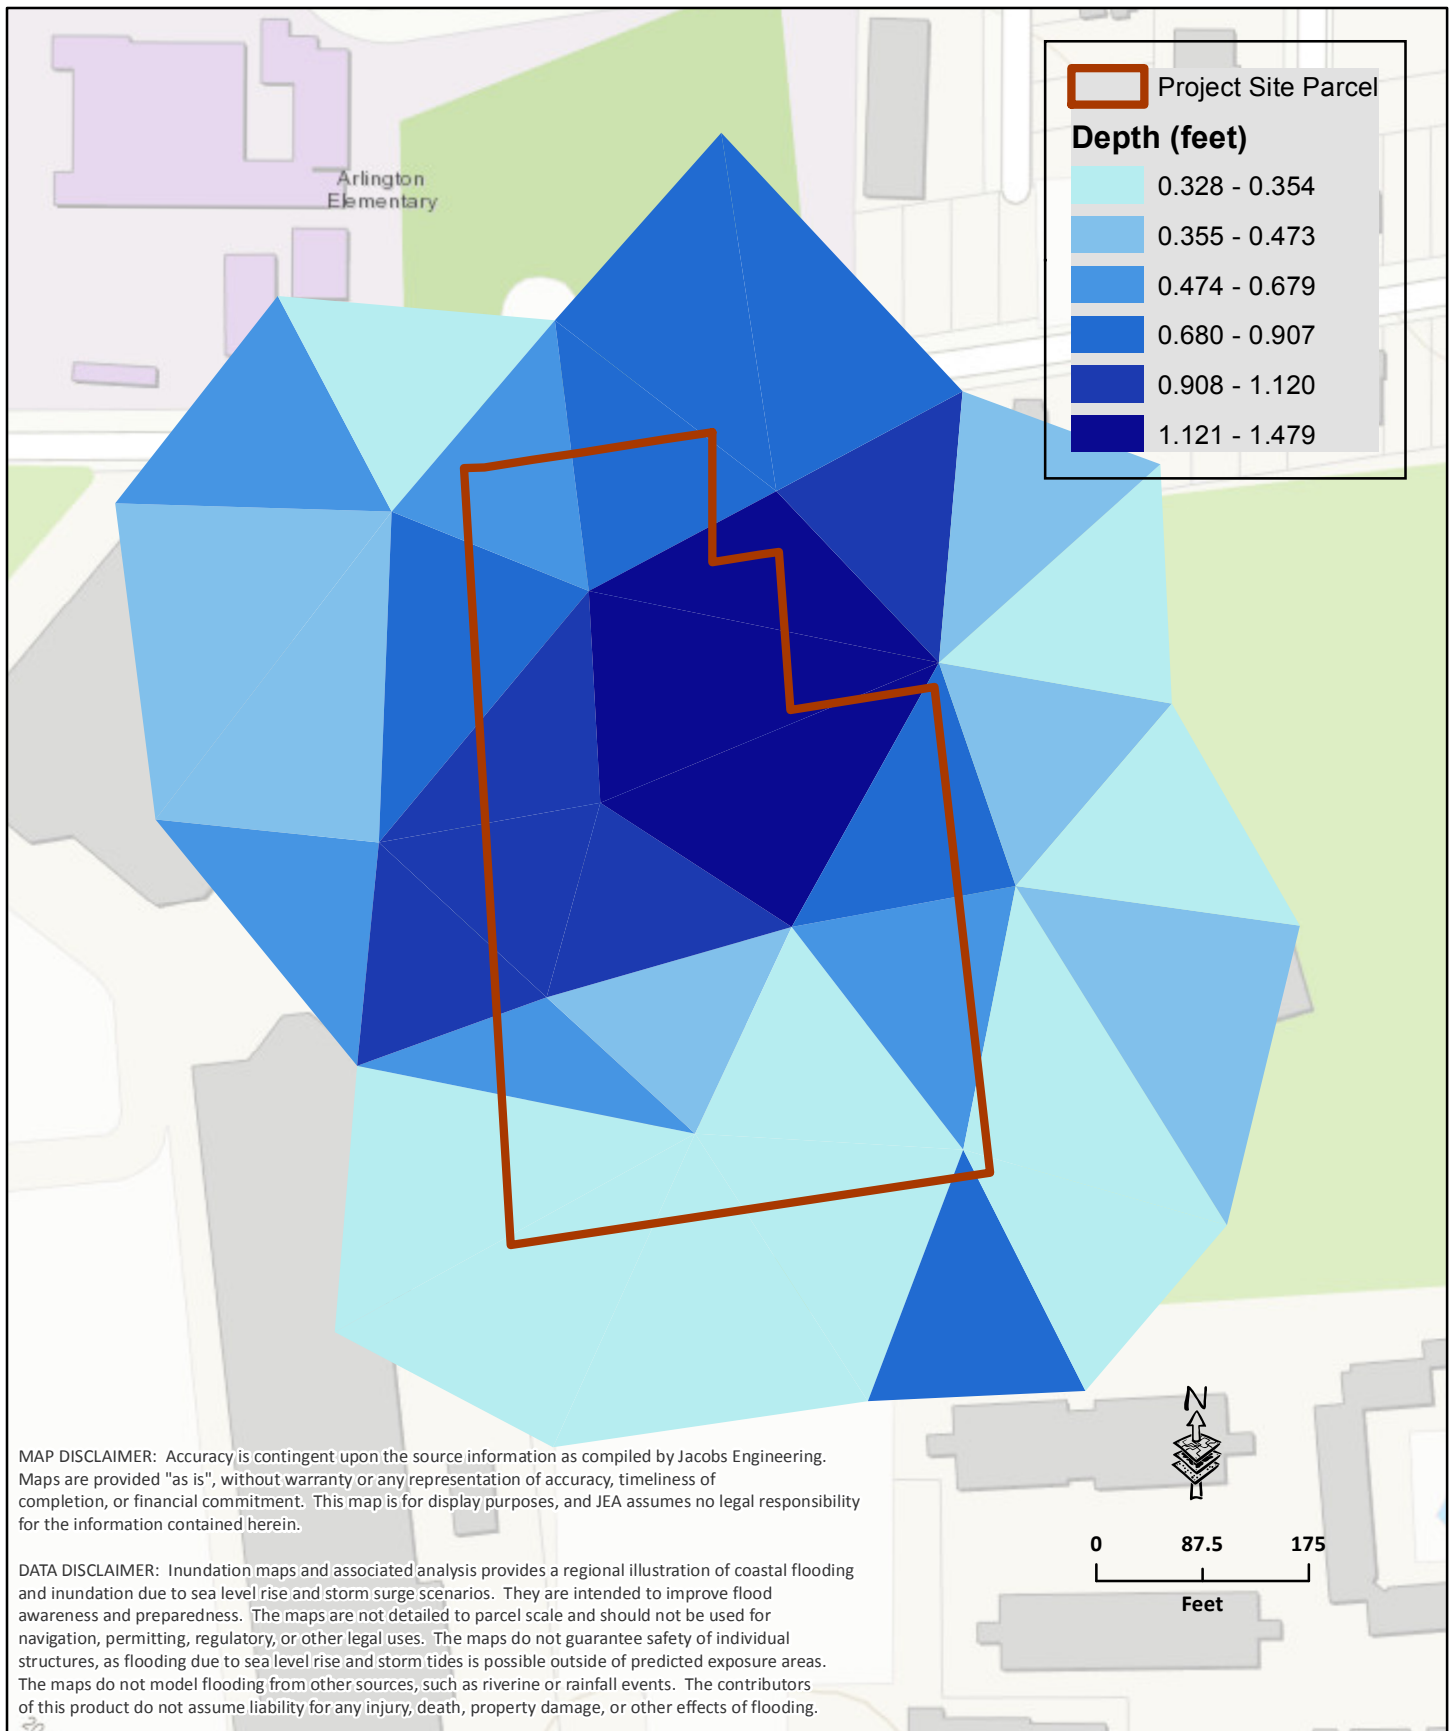 Arlington
Elementary
Project Site Parcel
Depth (feet)
0.328 - 0.354
0.355 - 0.473
0.474 - 0.679
0.680 - 0.907
0.908 - 1.120
1.121 - 1.479
N
0 87.5 175
Feet
MAP DISCLAIMER: Accuracy is contingent upon the source information as compiled by Jacobs Engineering.
Maps are provided "as is", without warranty or any representation of accuracy, timeliness of
completion, or financial commitment. This map is for display purposes, and JEA assumes no legal responsibility
for the information contained herein.
DATA DISCLAIMER: Inundation maps and associated analysis provides a regional illustration of coastal flooding
and inundation due to sea level rise and storm surge scenarios. They are intended to improve flood
awareness and preparedness. The maps are not detailed to parcel scale and should not be used for
navigation, permitting, regulatory, or other legal uses. The maps do not guarantee safety of individual
structures, as flooding due to sea level rise and storm tides is possible outside of predicted exposure areas.
The maps do not model flooding from other sources, such as riverine or rainfall events. The contributors
of this product do not assume liability for any injury, death, property damage, or other effects of flooding.
20